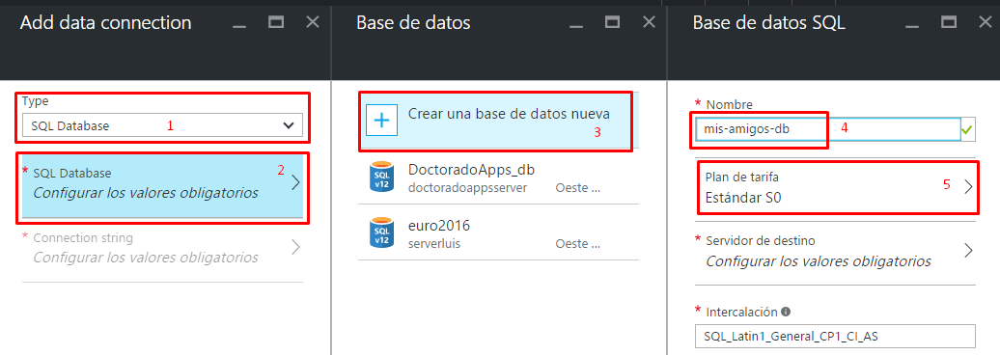 Add data connection
Type
SQL Database
1
* SQL Database
2
Configurar los valores obligatorios
* Connection string
Configurar los valores obligatorios
Base de datos
Crear una base de datos nueva
3
SQL v12
DoctoradoApps_db
doctoradoappsserver Oeste ...
SQL v12
euro2016
serverluis Oeste ...
Base de datos SQL
* Nombre
mis-amigos-db
4
Plan de tarifa
5
Estándar S0
* Servidor de destino
Configurar los valores obligatorios
* Intercalación
SQL_Latin1_General_CP1_CI_AS